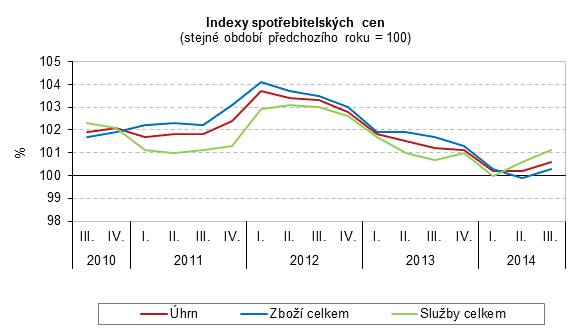 Indexy spotřebitelských cen
(stejné období předchozího roku = 100)
105
104
103
102
101
100
99
98
%
III. IV. I. II. III. IV. I. II. III. IV. I. II. III. IV. I. II. III.
2010 2011 2012 2013 2014
Úhrn Zboží celkem Služby celkem